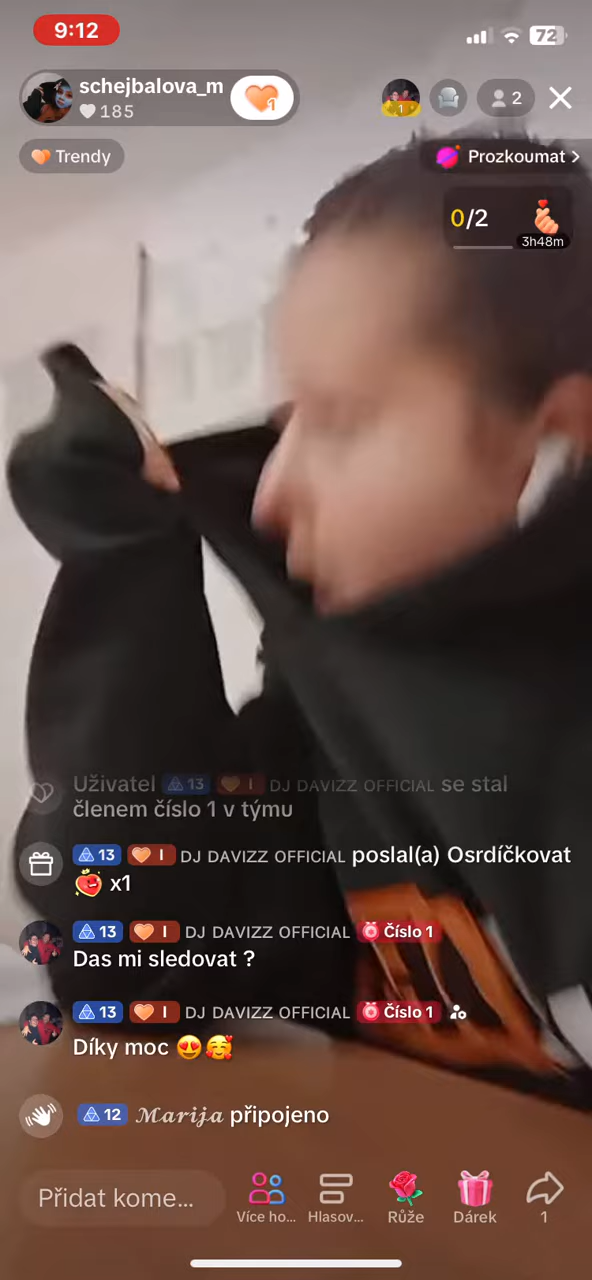 9:12
72
schejbalova_m
185
1
1
2
Trendy
Prozkoumat
0/2
3h48m
Uživatel 13 I DJ DAVIZZ OFFICIAL se stal
členem číslo 1 v týmu
13 I DJ DAVIZZ OFFICIAL poslal(a) Osrdíčkovat
x1
13 I DJ DAVIZZ OFFICIAL Číslo 1
Das mi sledovat ?
13 I DJ DAVIZZ OFFICIAL Číslo 1
Díky moc 😍🥰
12 𝓜𝓪𝓻𝓲𝓳𝓪 připojeno
Přidat kome...
Více ho...
Hlasov...
Růže
Dárek
1